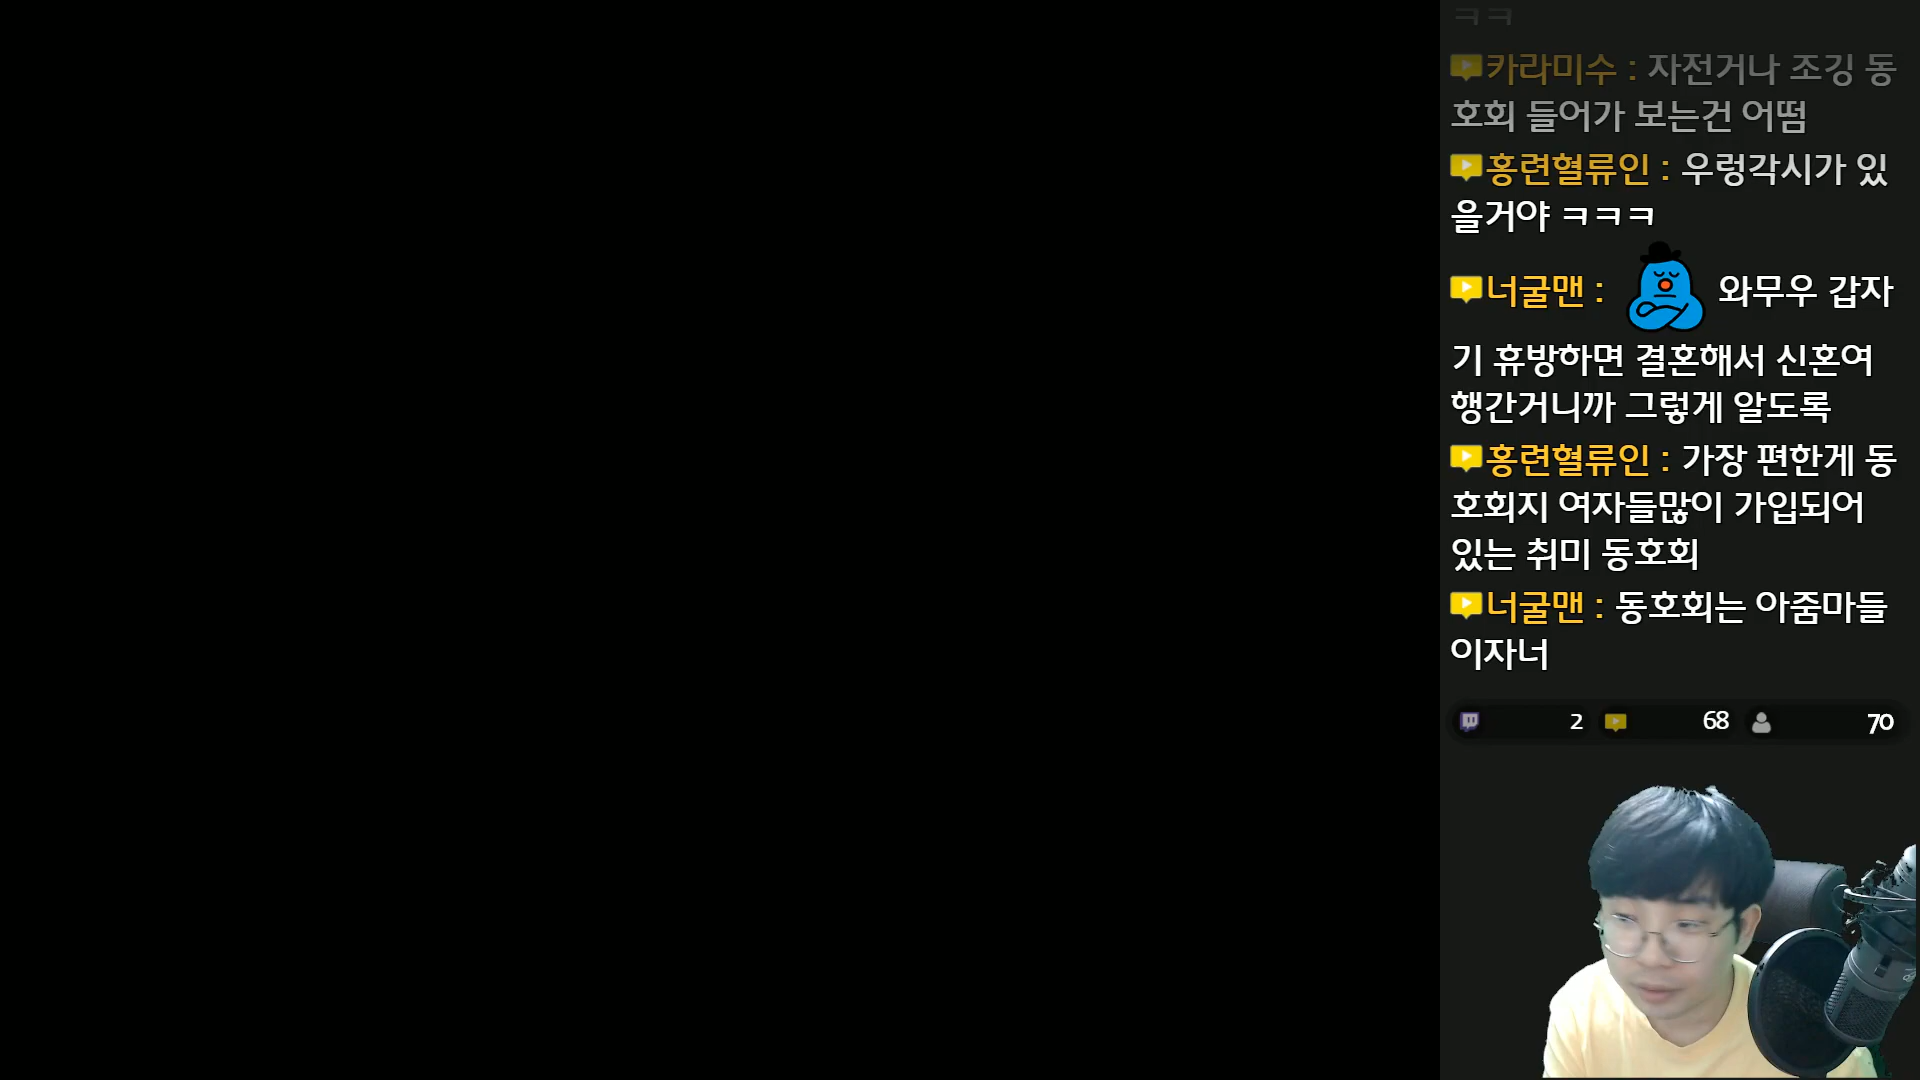 ㅋㅋ
카라미수 : 자전거나 조깅 동
호회 들어가 보는건 어떰
홍련혈류인 : 우렁각시가 있
을거야 ㅋㅋㅋ
너굴맨 : 와무우 갑자
기 휴방하면 결혼해서 신혼여
행간거니까 그렇게 알도록
홍련혈류인 : 가장 편한게 동
호회지 여자들많이 가입되어
있는 취미 동호회
너굴맨 : 동호회는 아줌마들
이자너
2 68 70